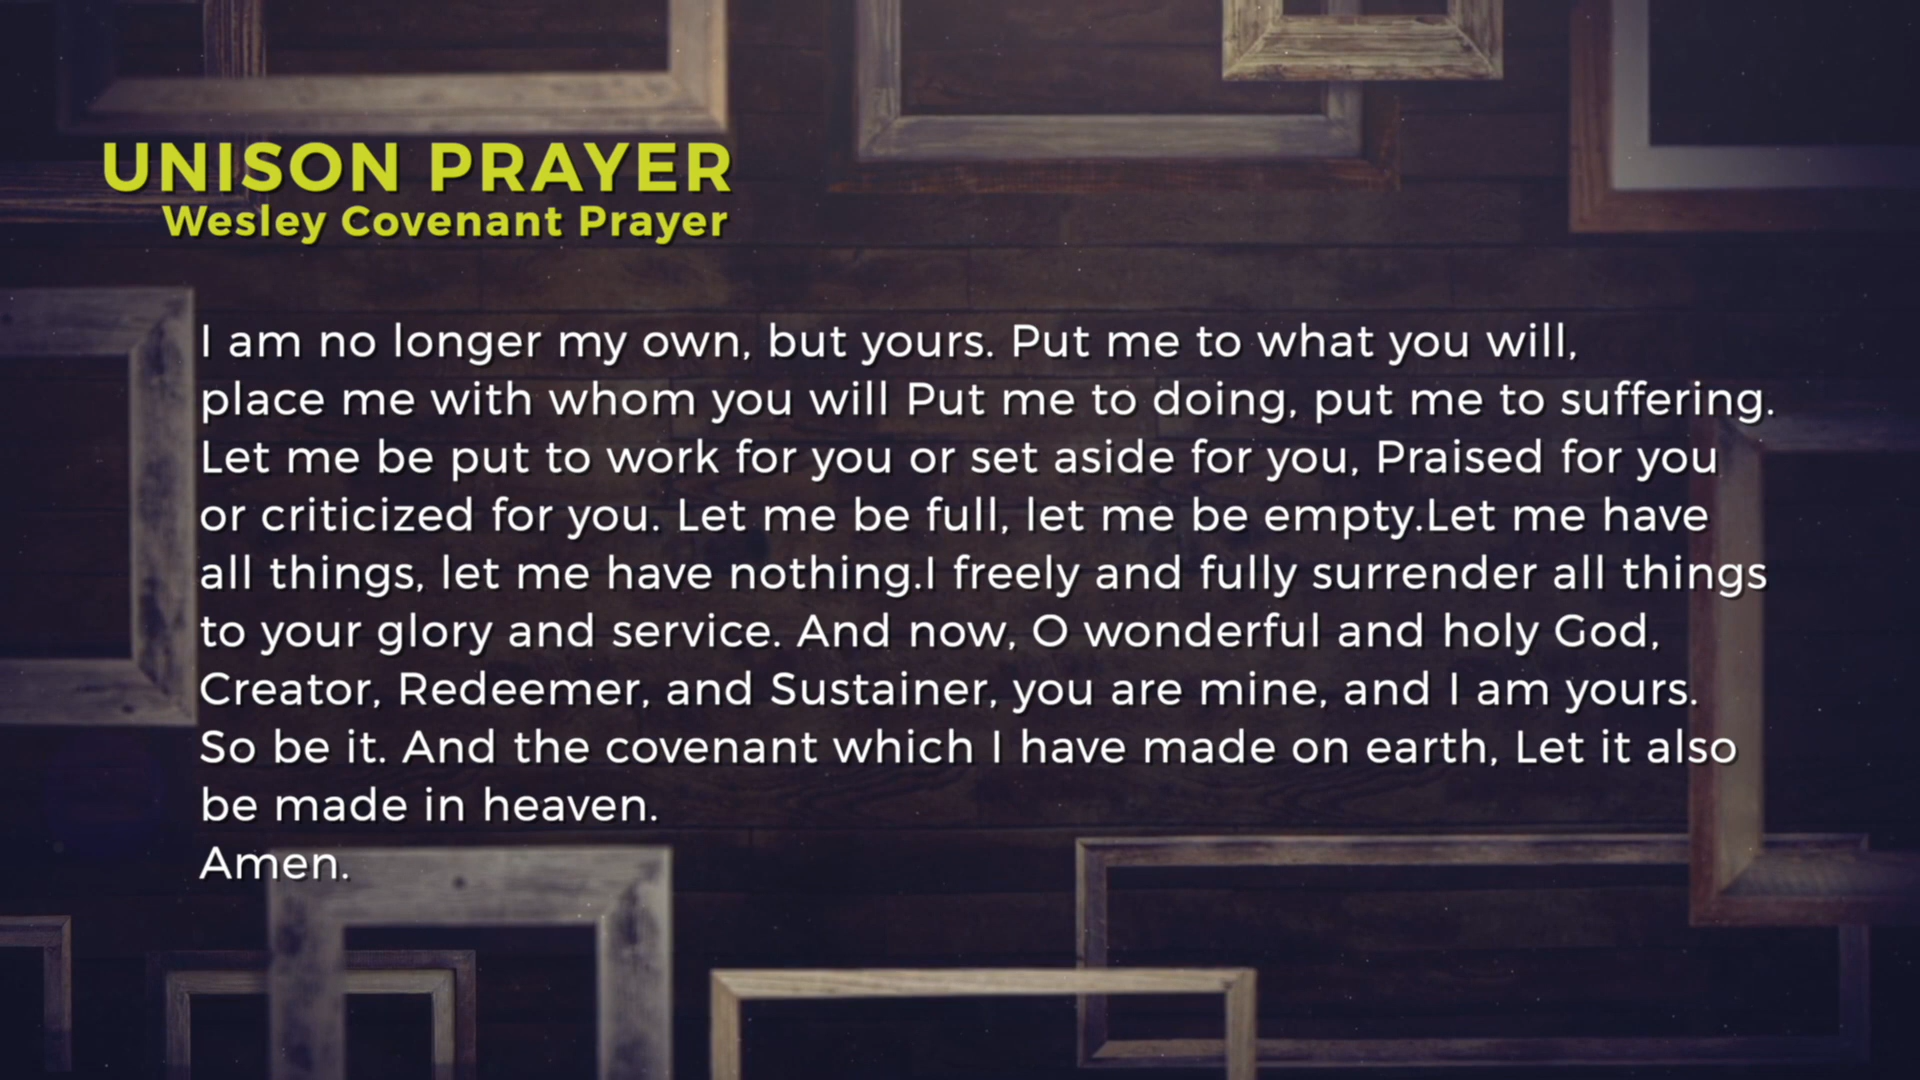 UNISON PRAYER
Wesley Covenant Prayer
I am no longer my own, but yours. Put me to what you will,
place me with whom you will Put me to doing, put me to suffering.
Let me be put to work for you or set aside for you, Praised for you
or criticized for you. Let me be full, let me be empty.Let me have
all things, let me have nothing.I freely and fully surrender all things
to your glory and service. And now, O wonderful and holy God,
Creator, Redeemer, and Sustainer, you are mine, and I am yours.
So be it. And the covenant which I have made on earth, Let it also
be made in heaven.
Amen.